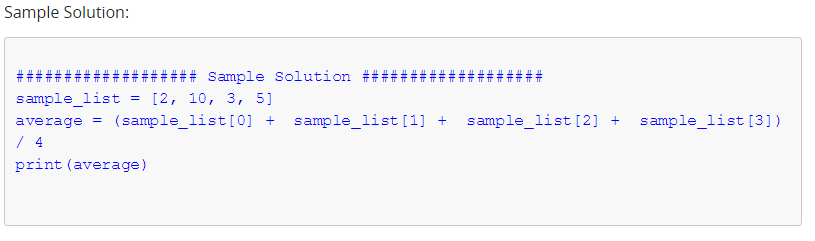 Sample Solution:
################### Sample Solution ###################
sample_list = [2, 10, 3, 5]
average = (sample_list[0] +  sample_list[1] +  sample_list[2] +  sample_list[3])
/ 4
print(average)